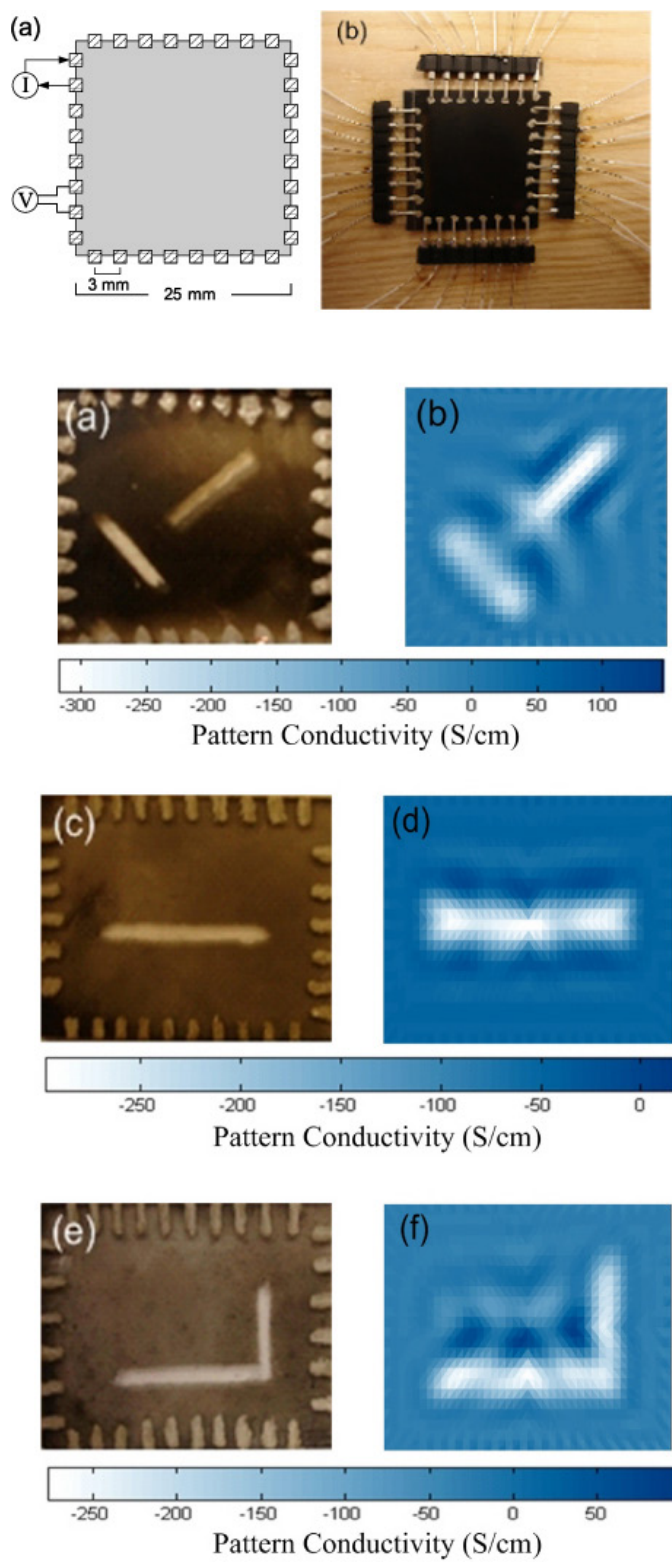 (a)
(b)
I
V
3 mm
25 mm
(a)
(b)
-300 -250 -200 -150 -100 -50 0 50 100
Pattern Conductivity (S/cm)
(c)
(d)
-250 -200 -150 -100 -50 0
Pattern Conductivity (S/cm)
(e)
(f)
-250 -200 -150 -100 -50 0 50
Pattern Conductivity (S/cm)